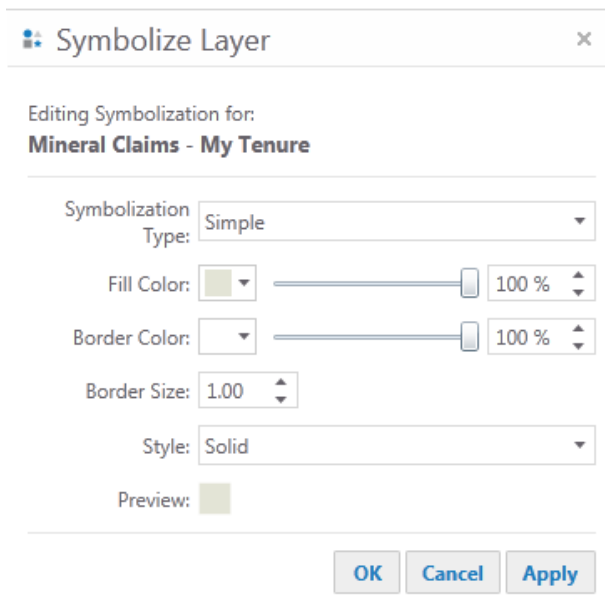 Symbolize Layer
Editing Symbolization for:
Mineral Claims - My Tenure
Symbolization
Type: Simple
Fill Color: 100 %
Border Color: 100 %
Border Size: 1.00
Style: Solid
Preview:
OK Cancel Apply